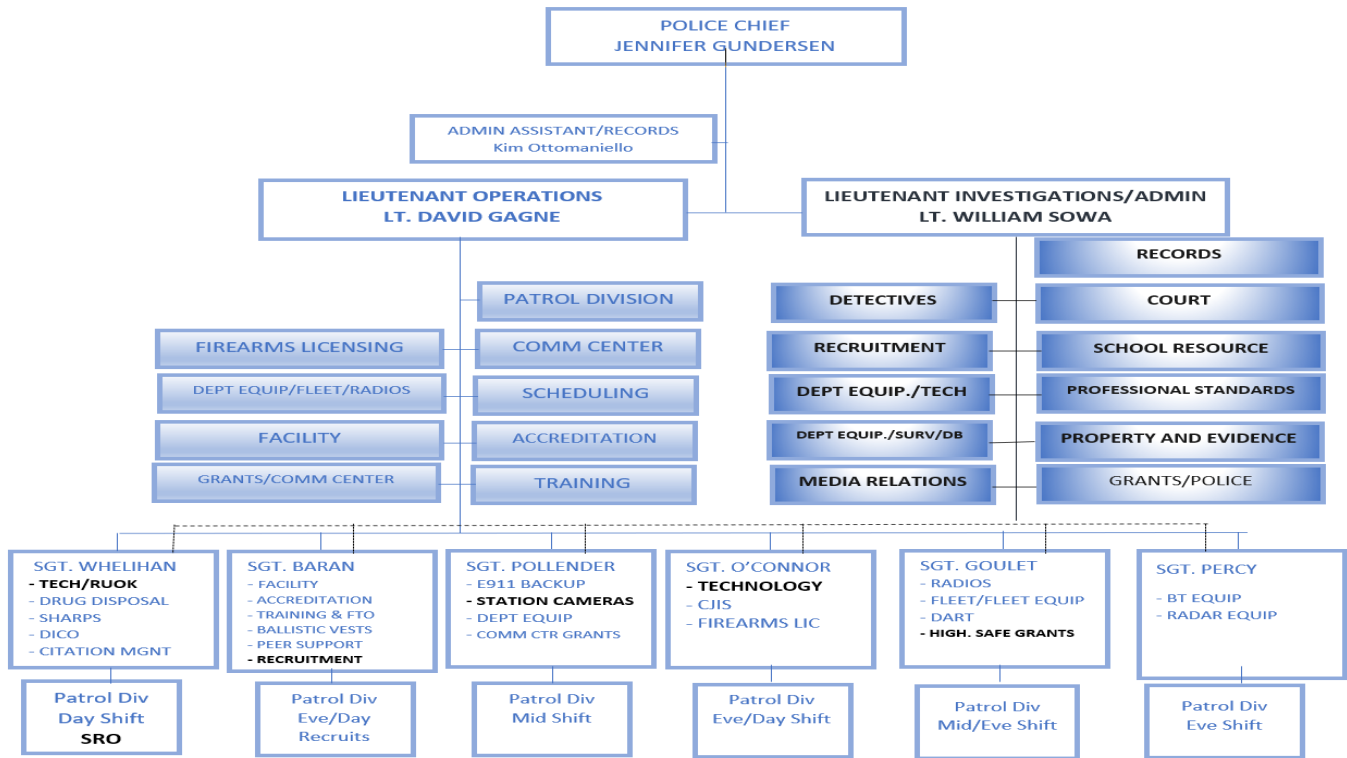 POLICE CHIEF
JENNIFER GUNDERSEN
ADMIN ASSISTANT/RECORDS
Kim Ottomaniello
LIEUTENANT OPERATIONS
LT. DAVID GAGNE
LIEUTENANT INVESTIGATIONS/ADMIN
LT. WILLIAM SOWA
PATROL DIVISION
FIREARMS LICENSING
COMM CENTER
DEPT EQUIP/FLEET/RADIOS
SCHEDULING
FACILITY
ACCREDITATION
GRANTS/COMM CENTER
TRAINING
RECORDS
DETECTIVES
COURT
RECRUITMENT
SCHOOL RESOURCE
DEPT EQUIP./TECH
PROFESSIONAL STANDARDS
DEPT EQUIP./SURV/DB
PROPERTY AND EVIDENCE
MEDIA RELATIONS
GRANTS/POLICE
SGT. WHELIHAN
- TECH/RUOK
- DRUG DISPOSAL
- SHARPS
- DICO
- CITATION MGNT
Patrol Div
Day Shift
SRO
SGT. BARAN
- FACILITY
- ACCREDITATION
- TRAINING & FTO
- BALLISTIC VESTS
- PEER SUPPORT
- RECRUITMENT
Patrol Div
Eve/Day
Recruits
SGT. POLLENDER
- E911 BACKUP
- STATION CAMERAS
- DEPT EQUIP
- COMM CTR GRANTS
Patrol Div
Mid Shift
SGT. O’CONNOR
- TECHNOLOGY
- CJIS
- FIREARMS LIC
Patrol Div
Eve/Day Shift
SGT. GOULET
- RADIOS
- FLEET/FLEET EQUIP
- DART
- HIGH. SAFE GRANTS
Patrol Div
Mid/Eve Shift
SGT. PERCY
- BT EQUIP
- RADAR EQUIP
Patrol Div
Eve Shift